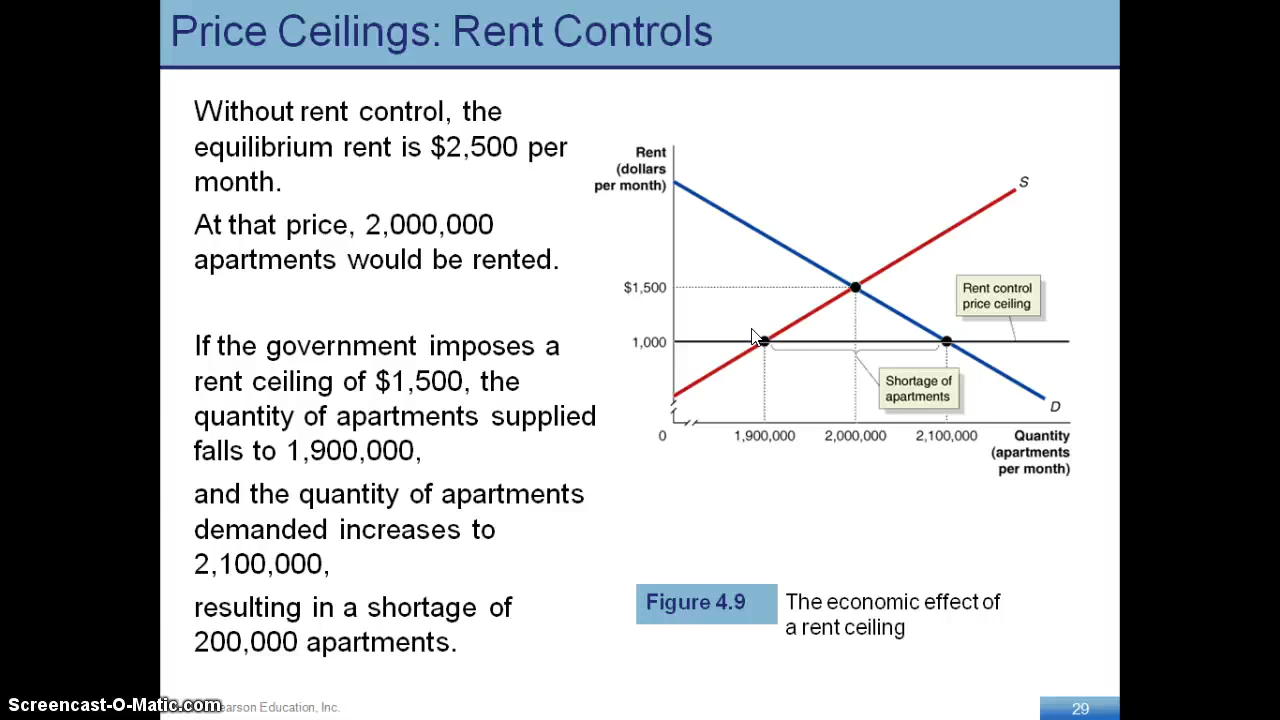 Price Ceilings: Rent Controls
Without rent control, the
equilibrium rent is $2,500 per
month.
At that price, 2,000,000
apartments would be rented.
If the government imposes a
rent ceiling of $1,500, the
quantity of apartments supplied
falls to 1,900,000,
and the quantity of apartments
demanded increases to
2,100,000,
resulting in a shortage of
200,000 apartments.
Rent
(dollars
per month)
S
$1,500
Rent control
price ceiling
1,000
Shortage of
apartments
D
0 1,900,000 2,000,000 2,100,000 Quantity
(apartments
per month)
Figure 4.9 The economic effect of
a rent ceiling
Screencast-O-Matic.com earson Education, Inc.
29